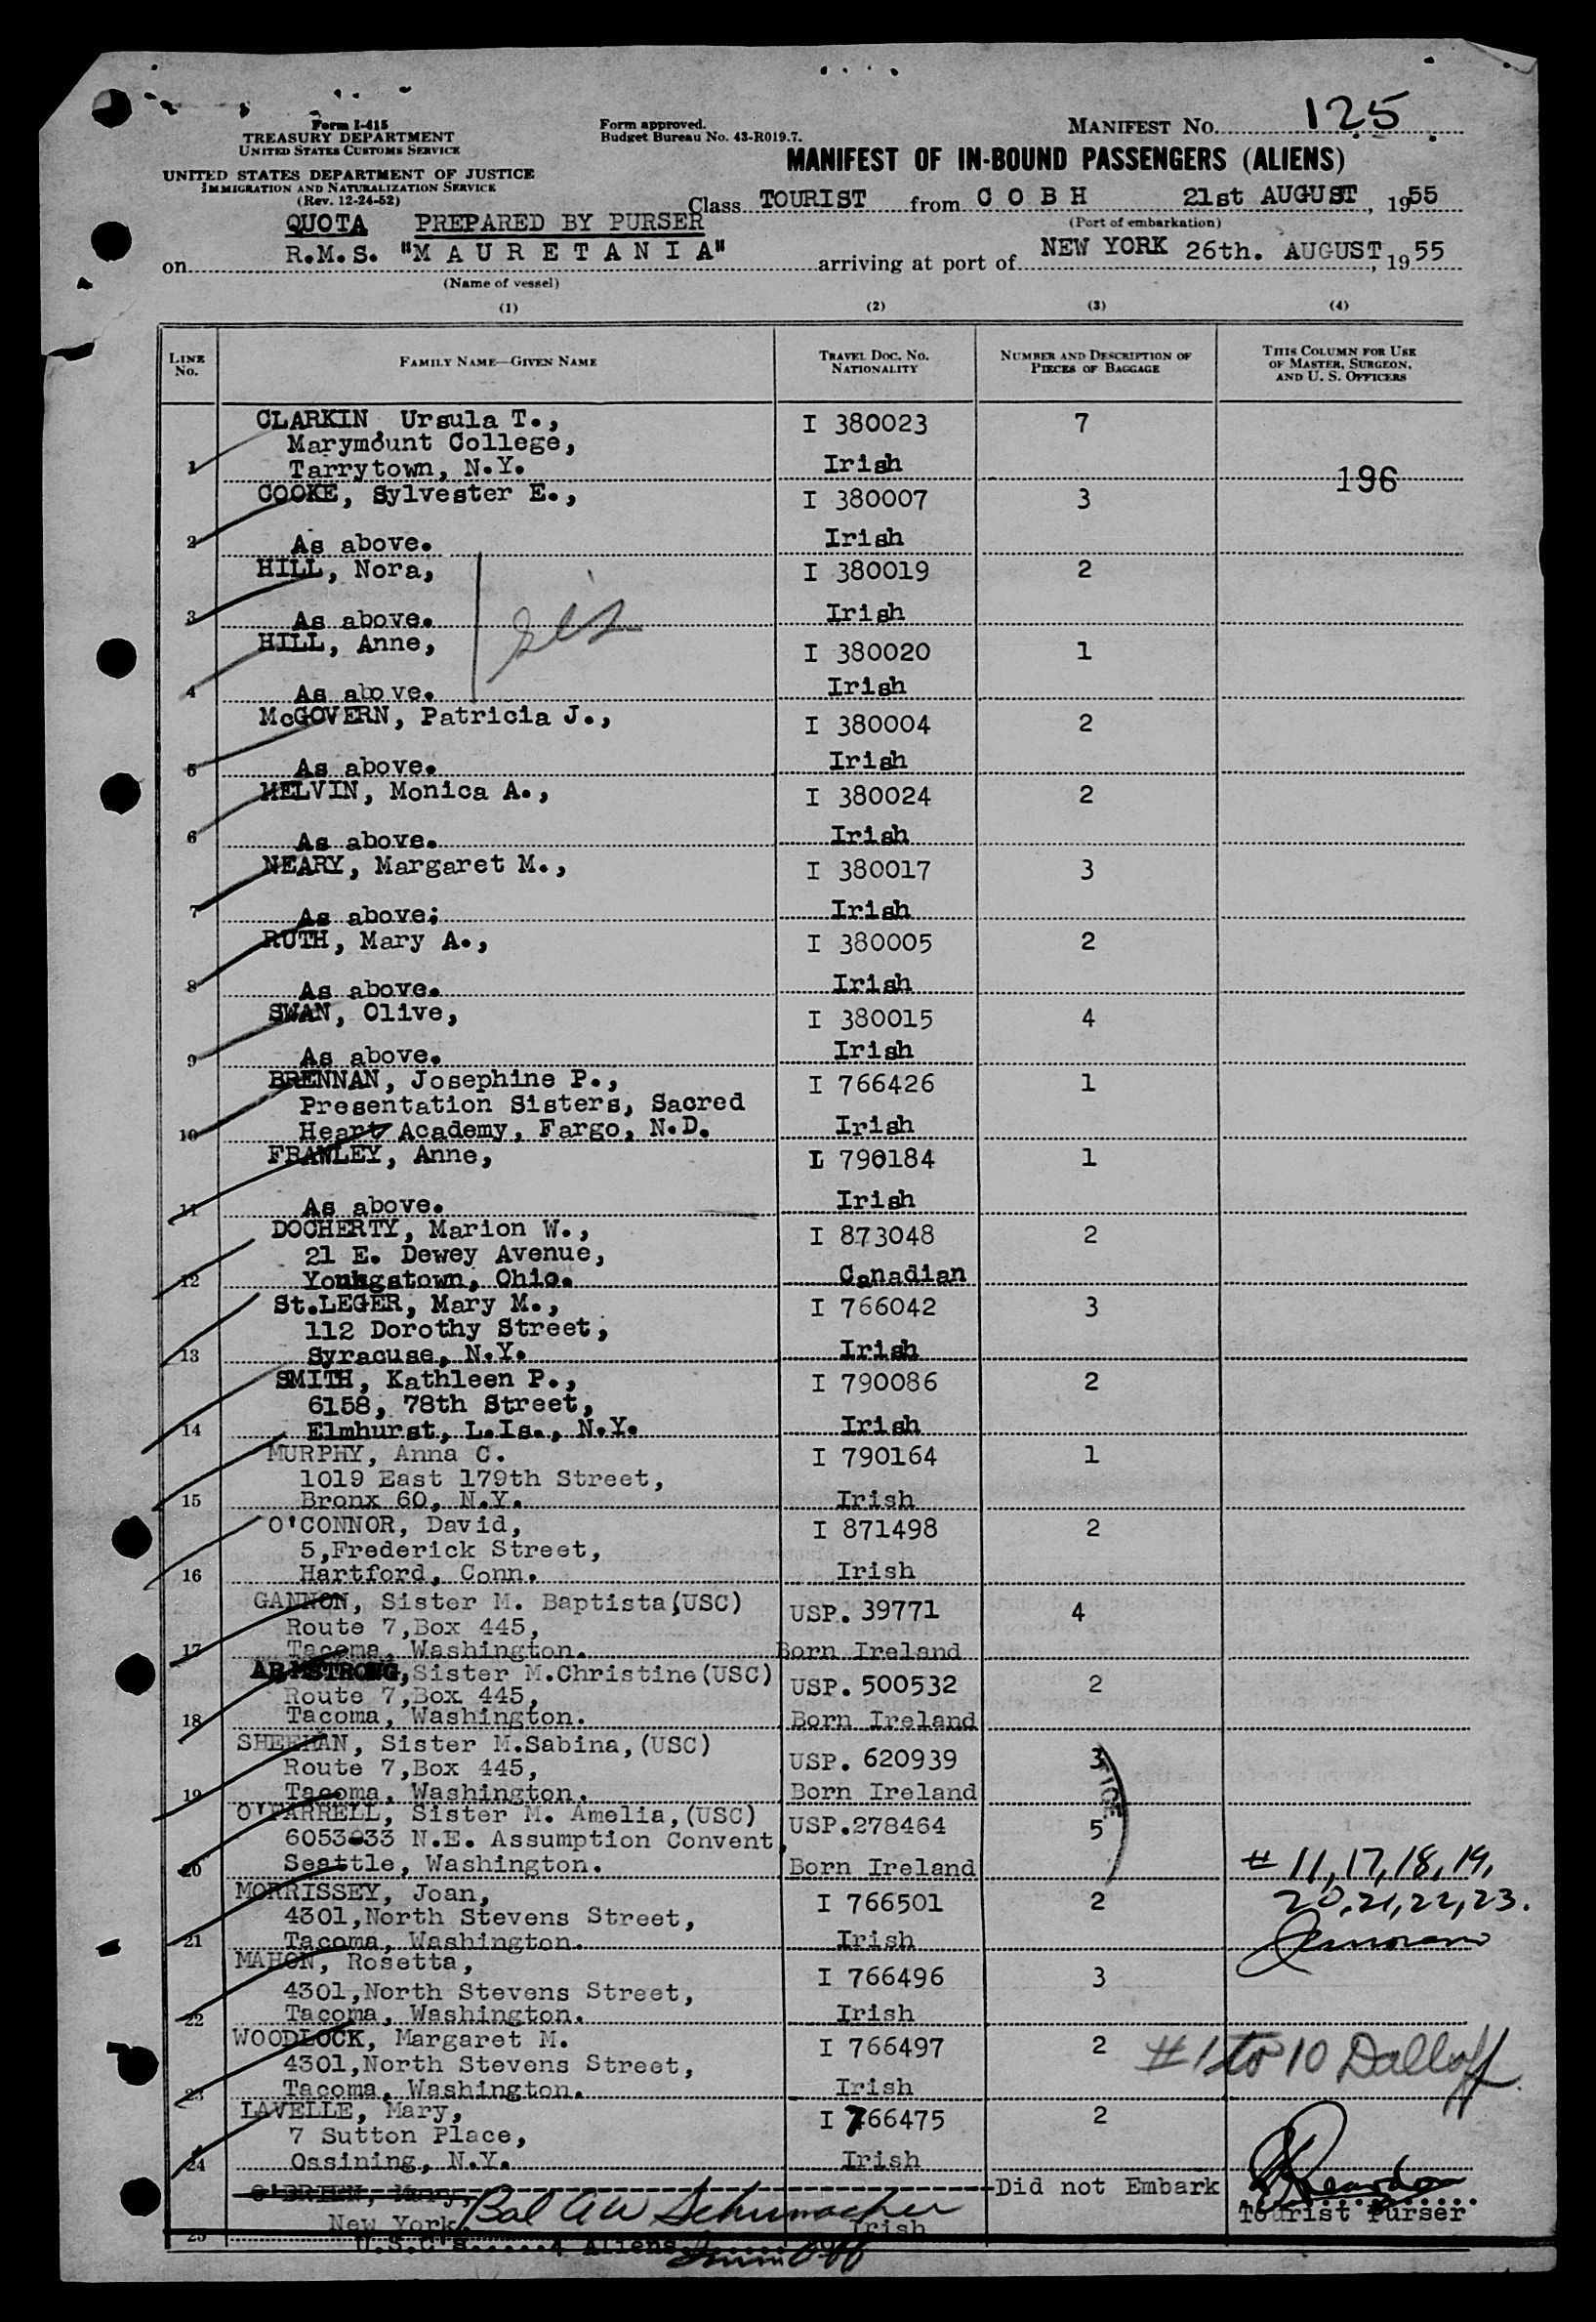 MANIFEST NO. 125
Form I-415
TREASURY DEPARTMENT
UNITED STATES CUSTOMS SERVICE
Form approved.
Budget Bureau No. 43-R019.7.
MANIFEST OF IN-BOUND PASSENGERS (ALIENS)
UNITED STATES DEPARTMENT OF JUSTICE
IMMIGRATION AND NATURALIZATION SERVICE
(Rev. 12-24-52)
Class TOURIST from C O B H 21st AUGUST, 1955
(Port of embarkation)
QUOTA PREPARED BY PURSER
on R.M.S. "M A U R E T A N I A" arriving at port of NEW YORK 26th. AUGUST, 1955
(Name of vessel)
(1) (2) (3) (4)
LINE No. FAMILY NAME—GIVEN NAME TRAVEL DOC. NO. NATIONALITY NUMBER AND DESCRIPTION OF PIECES OF BAGGAGE THIS COLUMN FOR USE OF MASTER, SURGEON, AND U. S. OFFICERS
CLARKIN, Ursula T., I 380023 7
Marymount College,
1 Tarrytown, N.Y. Irish 196
COOKE, Sylvester E., I 380007 3
2 As above. Irish
HILL, Nora, I 380019 2
3 As above. Irish
sis
HILL, Anne, I 380020 1
4 As above. Irish
McGOVERN, Patricia J., I 380004 2
5 As above. Irish
MELVIN, Monica A., I 380024 2
6 As above. Irish
NEARY, Margaret M., I 380017 3
7 As above; Irish
RUTH, Mary A., I 380005 2
8 As above. Irish
SWAN, Olive, I 380015 4
9 As above. Irish
BRENNAN, Josephine P., I 766426 1
Presentation Sisters, Sacred
10 Heart Academy, Fargo, N.D. Irish
FRAWLEY, Anne, I 790184 1
11 As above. Irish
DOCHERTY, Marion W., I 873048 2
21 E. Dewey Avenue,
12 Youngstown, Ohio. Canadian
St.LEGER, Mary M., I 766042 3
112 Dorothy Street,
13 Syracuse, N.Y. Irish
SMITH, Kathleen P., I 790086 2
6158, 78th Street,
14 Elmhurst, L.Is., N.Y. Irish
MURPHY, Anna C. I 790164 1
1019 East 179th Street,
15 Bronx 60, N.Y. Irish
O'CONNOR, David, I 871498 2
5,Frederick Street,
16 Hartford, Conn. Irish
GANNON, Sister M. Baptista,(USC) USP. 39771 4
Route 7,Box 445,
17 Tacoma, Washington. Born Ireland
ARMSTRONG,Sister M.Christine(USC) USP. 500532 2
Route 7,Box 445,
18 Tacoma, Washington. Born Ireland
SHEEHAN, Sister M.Sabina,(USC) USP. 620939 3
Route 7,Box 445,
19 Tacoma, Washington. Born Ireland
O'FARRELL, Sister M. Amelia,(USC) USP.278464 5
6053 33 N.E. Assumption Convent,
20 Seattle, Washington. Born Ireland # 11,17,18,19,
MORRISSEY, Joan, I 766501 2 20,21,22,23.
4301,North Stevens Street,
21 Tacoma, Washington. Irish
MAHON, Rosetta, I 766496 3
4301,North Stevens Street,
22 Tacoma, Washington. Irish
WOODLOCK, Margaret M. I 766497 2 #1 to 10 Dalloff
4301,North Stevens Street,
23 Tacoma, Washington. Irish
LAVELLE, Mary, I 766475 2
7 Sutton Place,
24 Ossining, N.Y. Irish
O'BRIEN, Mary, Did not Embark
Bal AW Schumacher Tourist Purser
25 New York, Irish
U.S.C's.....4 Aliens
Imm Off